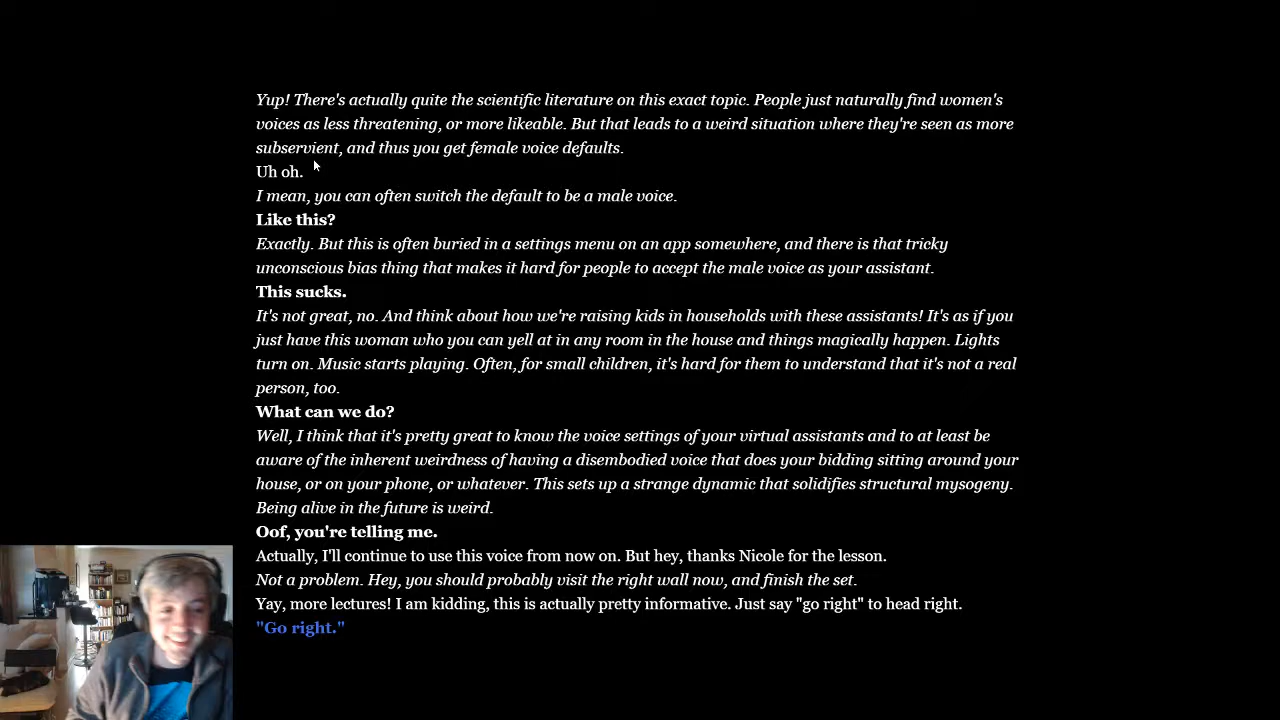 Yup! There's actually quite the scientific literature on this exact topic. People just naturally find women's
voices as less threatening, or more likeable. But that leads to a weird situation where they're seen as more
subservient, and thus you get female voice defaults.
Uh oh.
I mean, you can often switch the default to be a male voice.
Like this?
Exactly. But this is often buried in a settings menu on an app somewhere, and there is that tricky
unconscious bias thing that makes it hard for people to accept the male voice as your assistant.
This sucks.
It's not great, no. And think about how we're raising kids in households with these assistants! It's as if you
just have this woman who you can yell at in any room in the house and things magically happen. Lights
turn on. Music starts playing. Often, for small children, it's hard for them to understand that it's not a real
person, too.
What can we do?
Well, I think that it's pretty great to know the voice settings of your virtual assistants and to at least be
aware of the inherent weirdness of having a disembodied voice that does your bidding sitting around your
house, or on your phone, or whatever. This sets up a strange dynamic that solidifies structural mysogeny.
Being alive in the future is weird.
Oof, you're telling me.
Actually, I'll continue to use this voice from now on. But hey, thanks Nicole for the lesson.
Not a problem. Hey, you should probably visit the right wall now, and finish the set.
Yay, more lectures! I am kidding, this is actually pretty informative. Just say "go right" to head right.
"Go right."